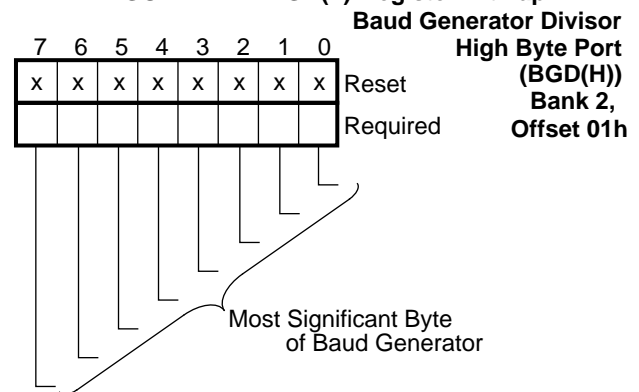 Baud Generator Divisor
High Byte Port
(BGD(H))
Bank 2,
Offset 01h
7 6 5 4 3 2 1 0
x x x x x x x x Reset
Required
Most Significant Byte
of Baud Generator